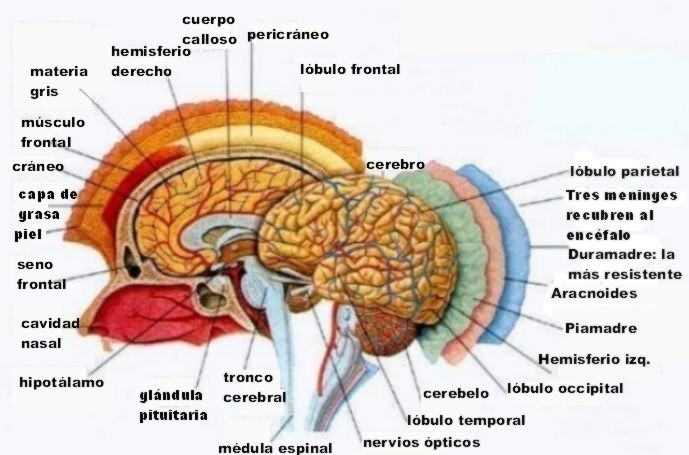 cuerpo
calloso
pericráneo
hemisferio
derecho
lóbulo frontal
materia
gris
músculo
frontal
cráneo
cerebro
lóbulo parietal
capa de
grasa
piel
Tres meninges
recubren al
encéfalo
Duramadre: la
más resistente
seno
frontal
Aracnoides
cavidad
nasal
Piamadre
Hemisferio izq.
hipotálamo
glándula
pituitaria
tronco
cerebral
cerebelo
lóbulo occipital
lóbulo temporal
médula espinal
nervios ópticos